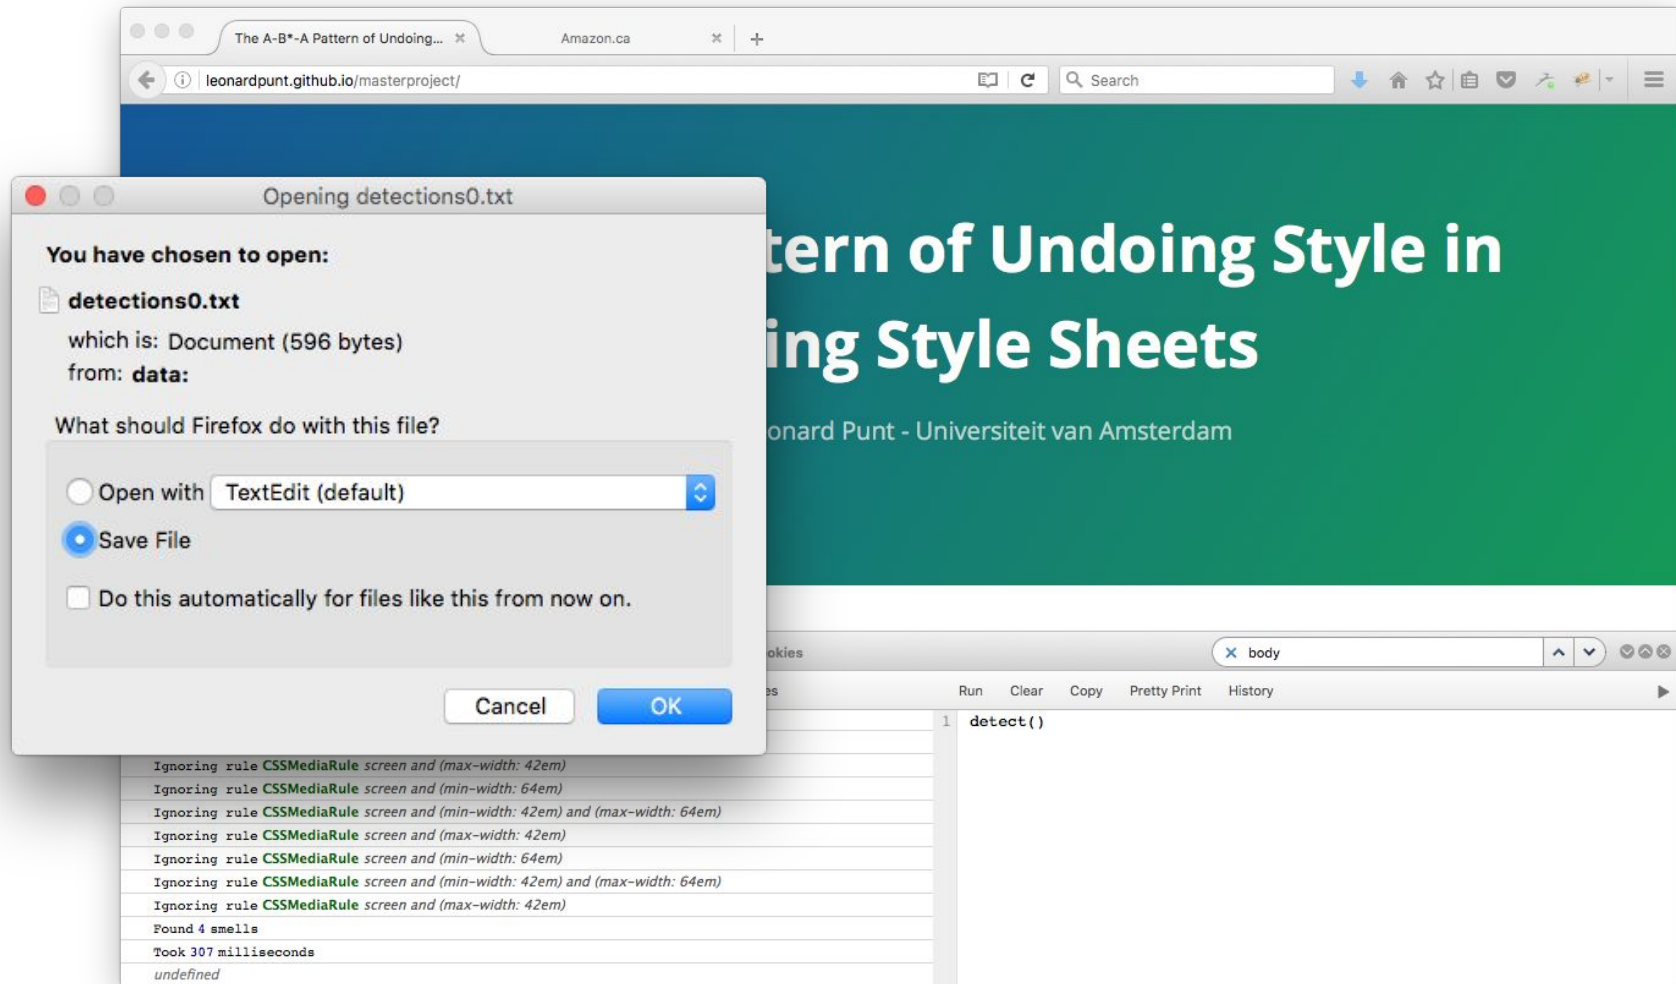 The A-B*-A Pattern of Undoing...
Amazon.ca
leonardpunt.github.io/masterproject/
Search
Opening detections0.txt
You have chosen to open:
detections0.txt
which is: Document (596 bytes)
from: data:
What should Firefox do with this file?
Open with TextEdit (default)
Save File
Do this automatically for files like this from now on.
Cancel OK
tern of Undoing Style in
ing Style Sheets
onard Punt - Universiteit van Amsterdam
okies
body
es
Run Clear Copy Pretty Print History
1 detect()
Ignoring rule CSSMediaRule screen and (max-width: 42em)
Ignoring rule CSSMediaRule screen and (min-width: 64em)
Ignoring rule CSSMediaRule screen and (min-width: 42em) and (max-width: 64em)
Ignoring rule CSSMediaRule screen and (max-width: 42em)
Ignoring rule CSSMediaRule screen and (min-width: 64em)
Ignoring rule CSSMediaRule screen and (min-width: 42em) and (max-width: 64em)
Ignoring rule CSSMediaRule screen and (max-width: 42em)
Found 4 smells
Took 307 milliseconds
undefined